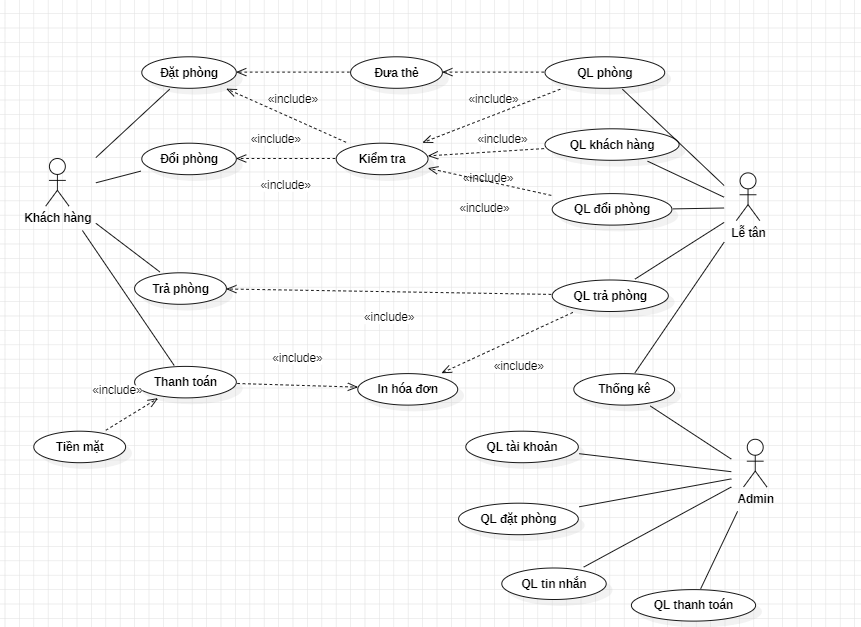 Đặt phòng
Đưa thẻ
QL phòng
«include»
«include»
«include»
«include»
QL khách hàng
Đổi phòng
Kiểm tra
«include»
«include»
QL đổi phòng
«include»
Khách hàng
Lễ tân
Trả phòng
QL trả phòng
«include»
«include»
«include»
Thanh toán
«include»
In hóa đơn
Thống kê
Tiền mặt
QL tài khoản
Admin
QL đặt phòng
QL tin nhắn
QL thanh toán